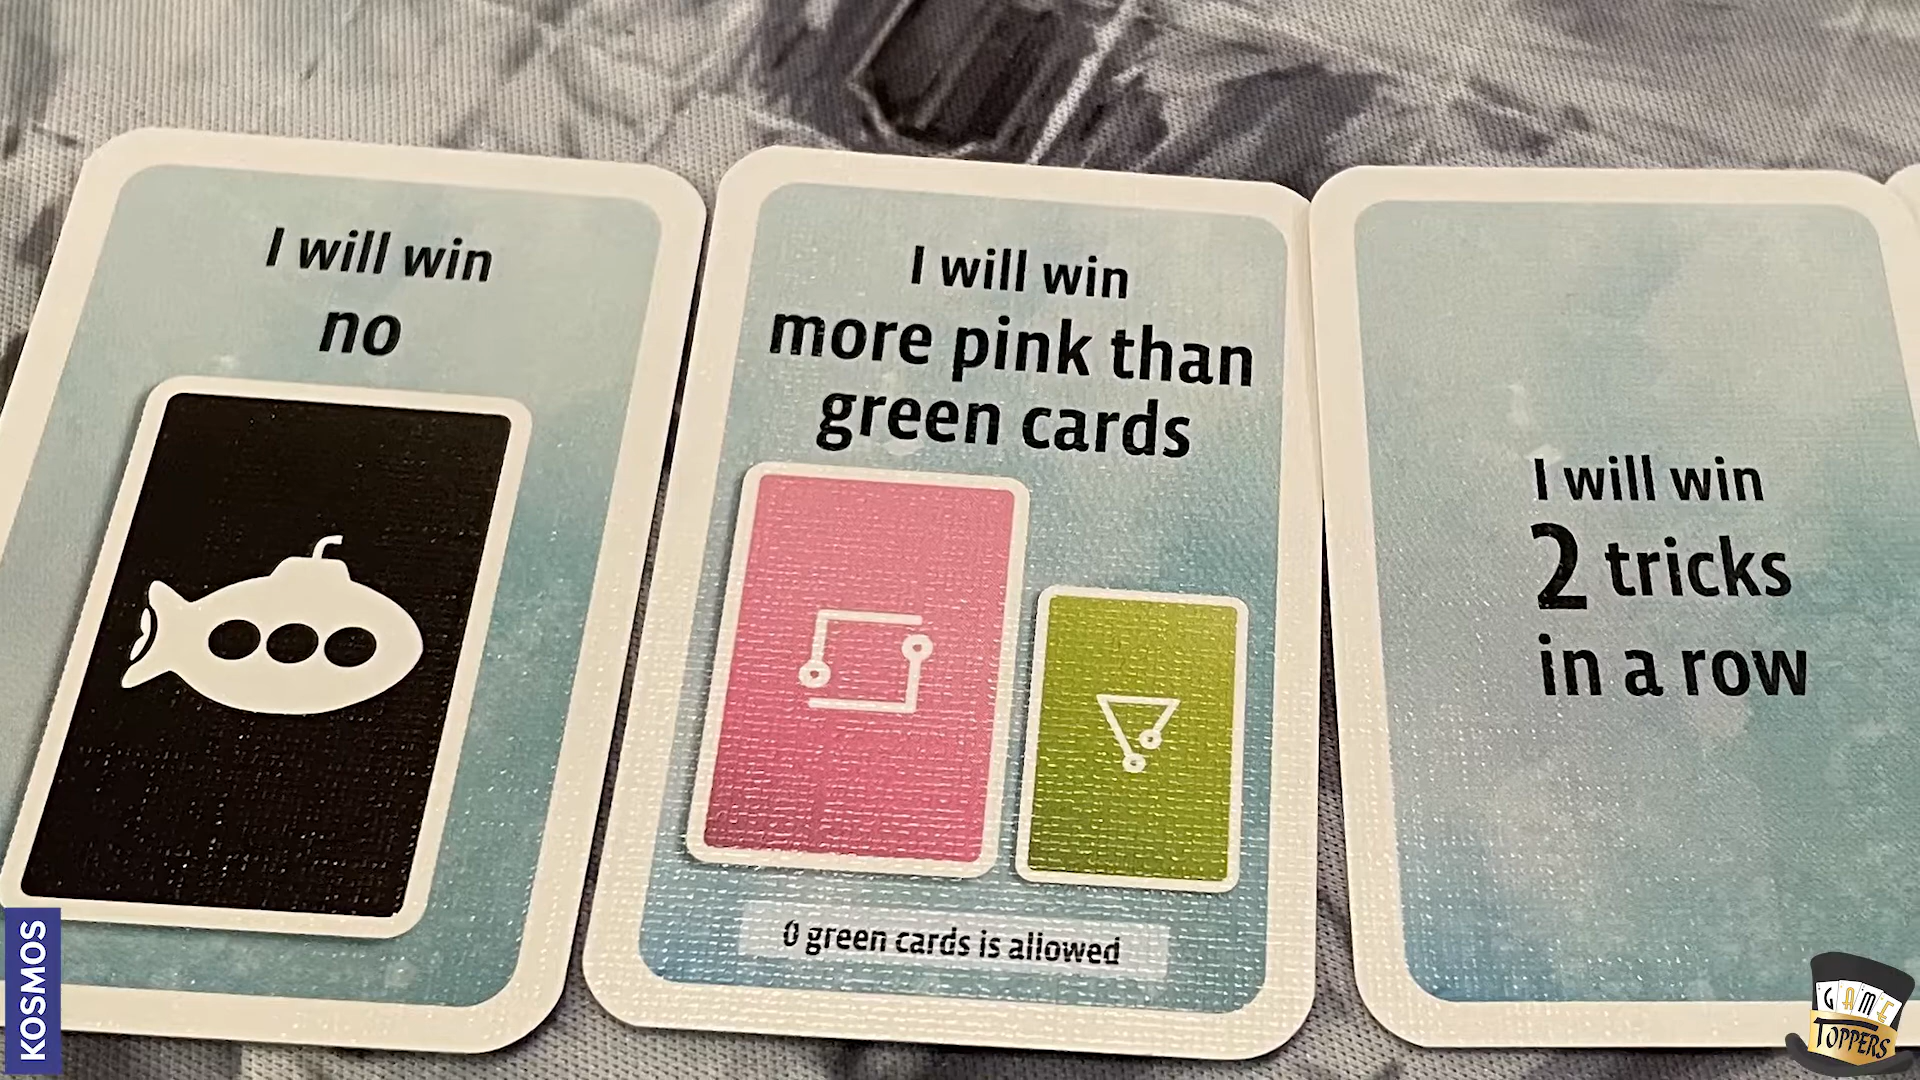 I will win
no
I will win
more pink than
green cards
0 green cards is allowed
I will win
2 tricks
in a row
KOSMOS
GAME
TOPPERS